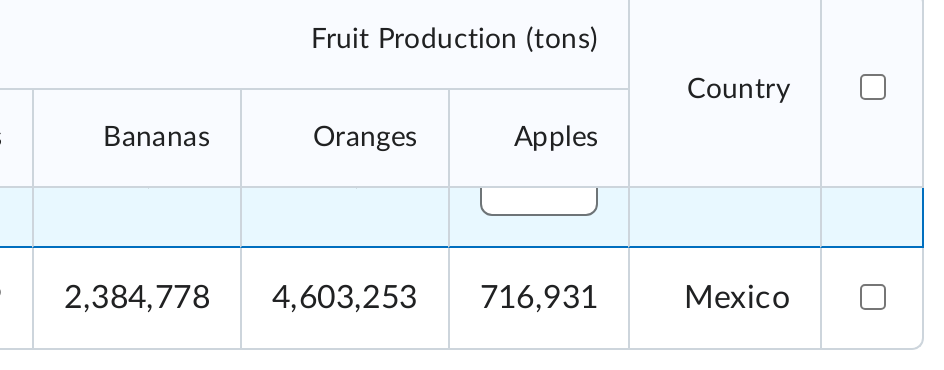 Fruit Production (tons)
Country
Bananas Oranges Apples
2,384,778 4,603,253 716,931 Mexico